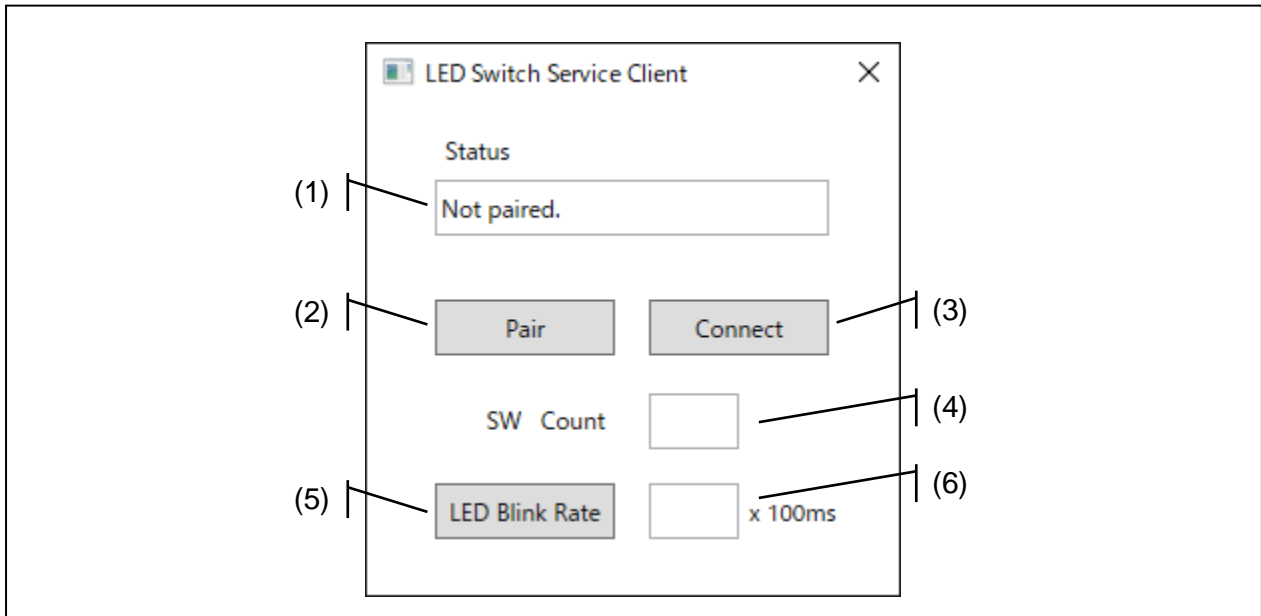 LED Switch Service Client
Status
(1)
Not paired.
(2)
Pair
Connect
(3)
SW Count
(4)
(5)
LED Blink Rate
x 100ms
(6)